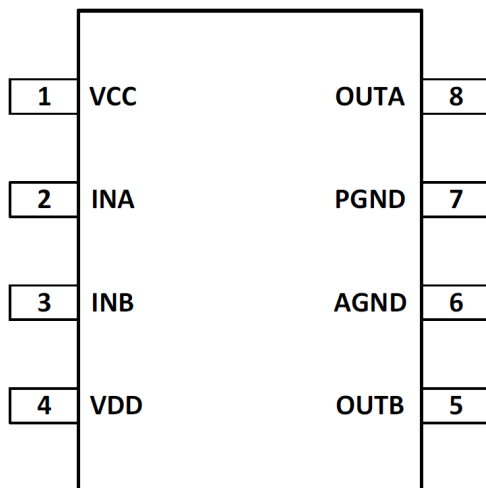 1 VCC OUTA 8
2 INA PGND 7
3 INB AGND 6
4 VDD OUTB 5